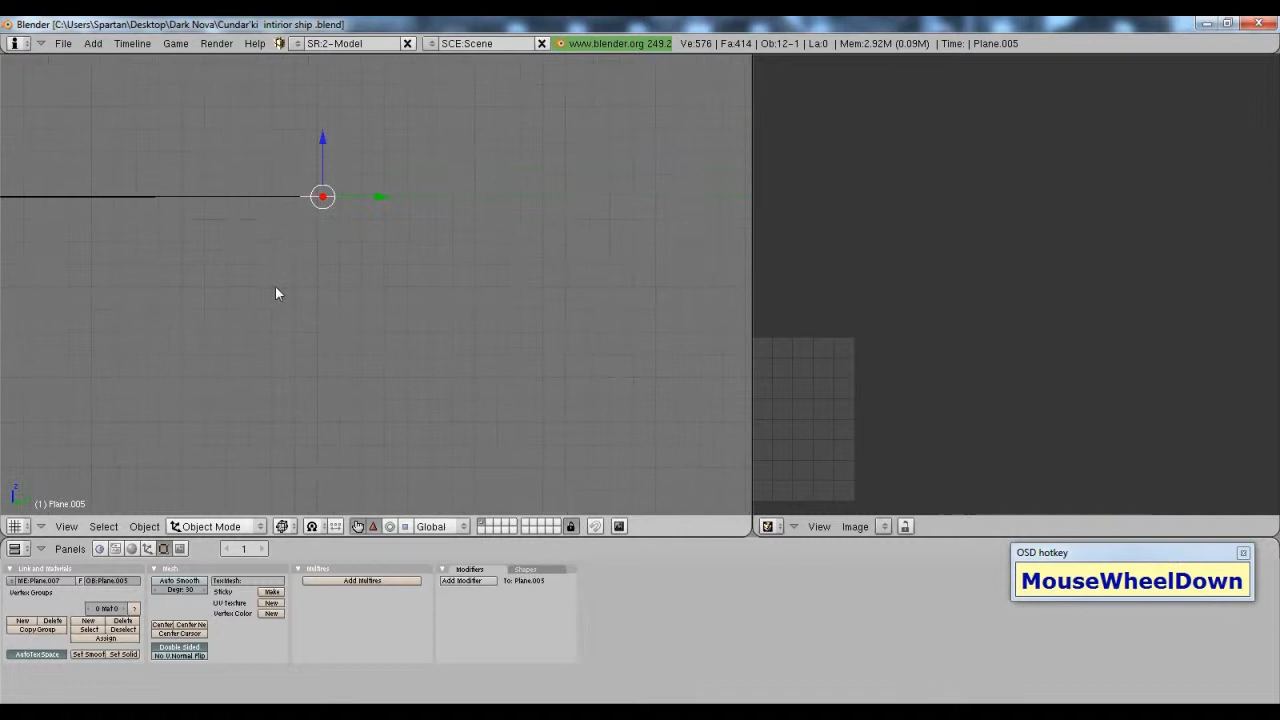 Blender [C:\Users\Spartan\Desktop\Dark Nova\Cundar'ki  intirior ship .blend]
File Add Timeline Game Render Help SR:2-Model SCE:Scene www.blender.org 249.2 Ve:576 | Fa:414 | Ob:12-1 | La:0 | Mem:2.92M (0.09M) | Time: | Plane.005
z
(1) Plane.005
View Select Object Object Mode Global View Image
Panels 1
OSD hotkey
MouseWheelDown
Link and Materials Mesh Multires Modifiers Shapes
ME:Plane.007 F OB:Plane.005 Auto Smooth TexMesh: Add Multires Add Modifier To: Plane.005
Vertex Groups Degr: 30 Sticky Make
UV Texture New
0 Mat 0 ? Vertex Color New
New Delete New Delete Center Center Ne
Copy Group Select Deselect Center Cursor
Assign
Double Sided
AutoTexSpace Set Smoot Set Solid No V.Normal Flip